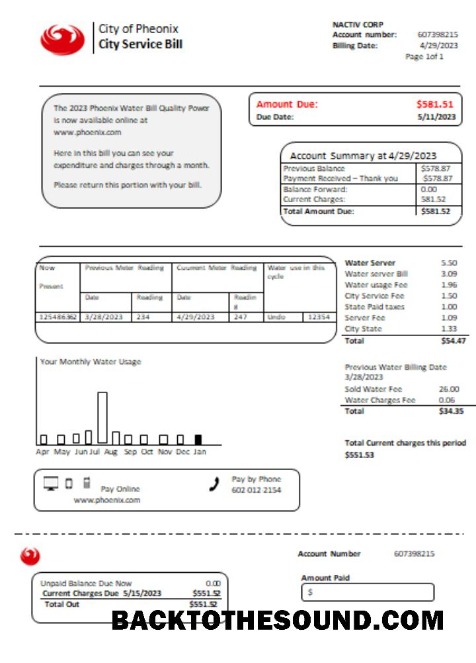 City of Pheonix
City Service Bill
NACTIV CORP
Account number: 607398215
Billing Date: 4/29/2023
Page 1of 1
The 2023 Phoenix Water Bill Quality Power
is now available online at
www.phoenix.com
Here in this bill you can see your
expenditure and charges through a month.
Please return this portion with your bill.
Amount Due: $581.51
Due Date: 5/11/2023
Account Summary at 4/29/2023
Previous Balance $578.87
Payment Received – Thank you $578.87
Balance Forward: 0.00
Current Charges: 581.52
Total Amount Due: $581.52
Now Previous Meter Reading Cuument Meter Reading Water use in this
cycle
Present
Date Reading Date Readin
g
125486362 3/28/2023 234 4/29/2023 247 Undo 12354
Water Server 5.50
Water server Bill 3.09
Water usage Fee 1.96
City Service Fee 1.50
State Paid taxes 1.00
Server Fee 1.09
City State 1.33
Total $54.47
Previous Water Billing Date
3/28/2023
Sold Water Fee 26.00
Water Charges Fee 0.06
Total $34.35
Total Current charges this period
$551.53
Your Monthly Water Usage
Apr May Jun Jul Aug Sep Oct Nov Dec Jan
Pay Online
www.phoenix.com
Pay by Phone
602 012 2154
Account Number 607398215
Unpaid Balance Due Now 0.00
Current Charges Due 5/15/2023 $551.52
Total Out $551.52
Amount Paid
$
BACKTOTHESOUND.COM